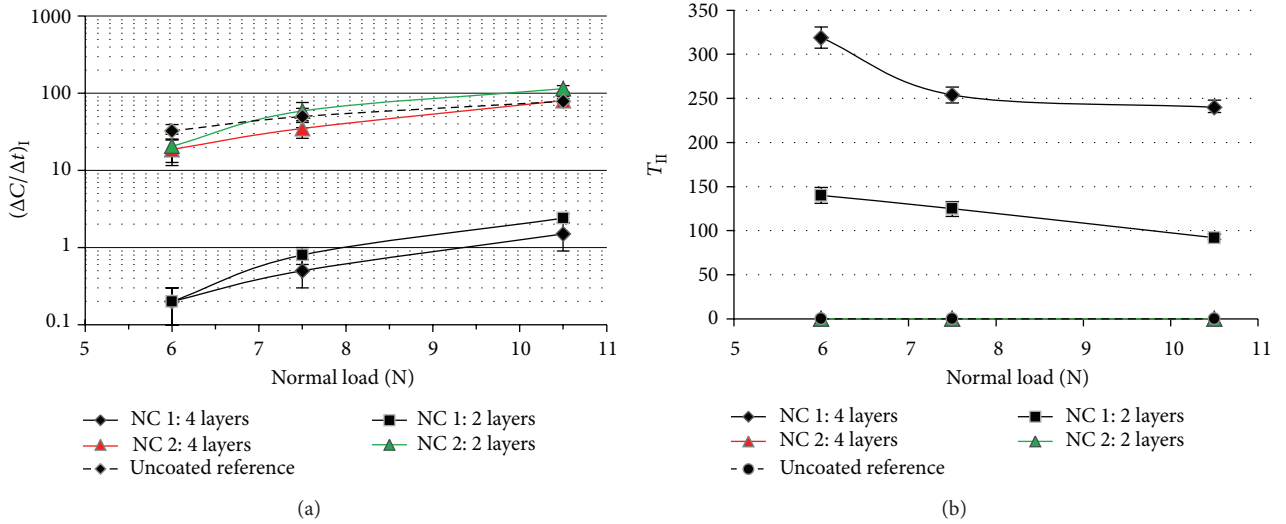 1000
100
10
1
0.1
(ΔC/Δt)I
5 6 7 8 9 10 11
Normal load (N)
NC 1: 4 layers NC 1: 2 layers
NC 2: 4 layers NC 2: 2 layers
Uncoated reference
(a)
350
300
250
200
150
100
50
0
TII
5 6 7 8 9 10 11
Normal load (N)
NC 1: 4 layers NC 1: 2 layers
NC 2: 4 layers NC 2: 2 layers
Uncoated reference
(b)